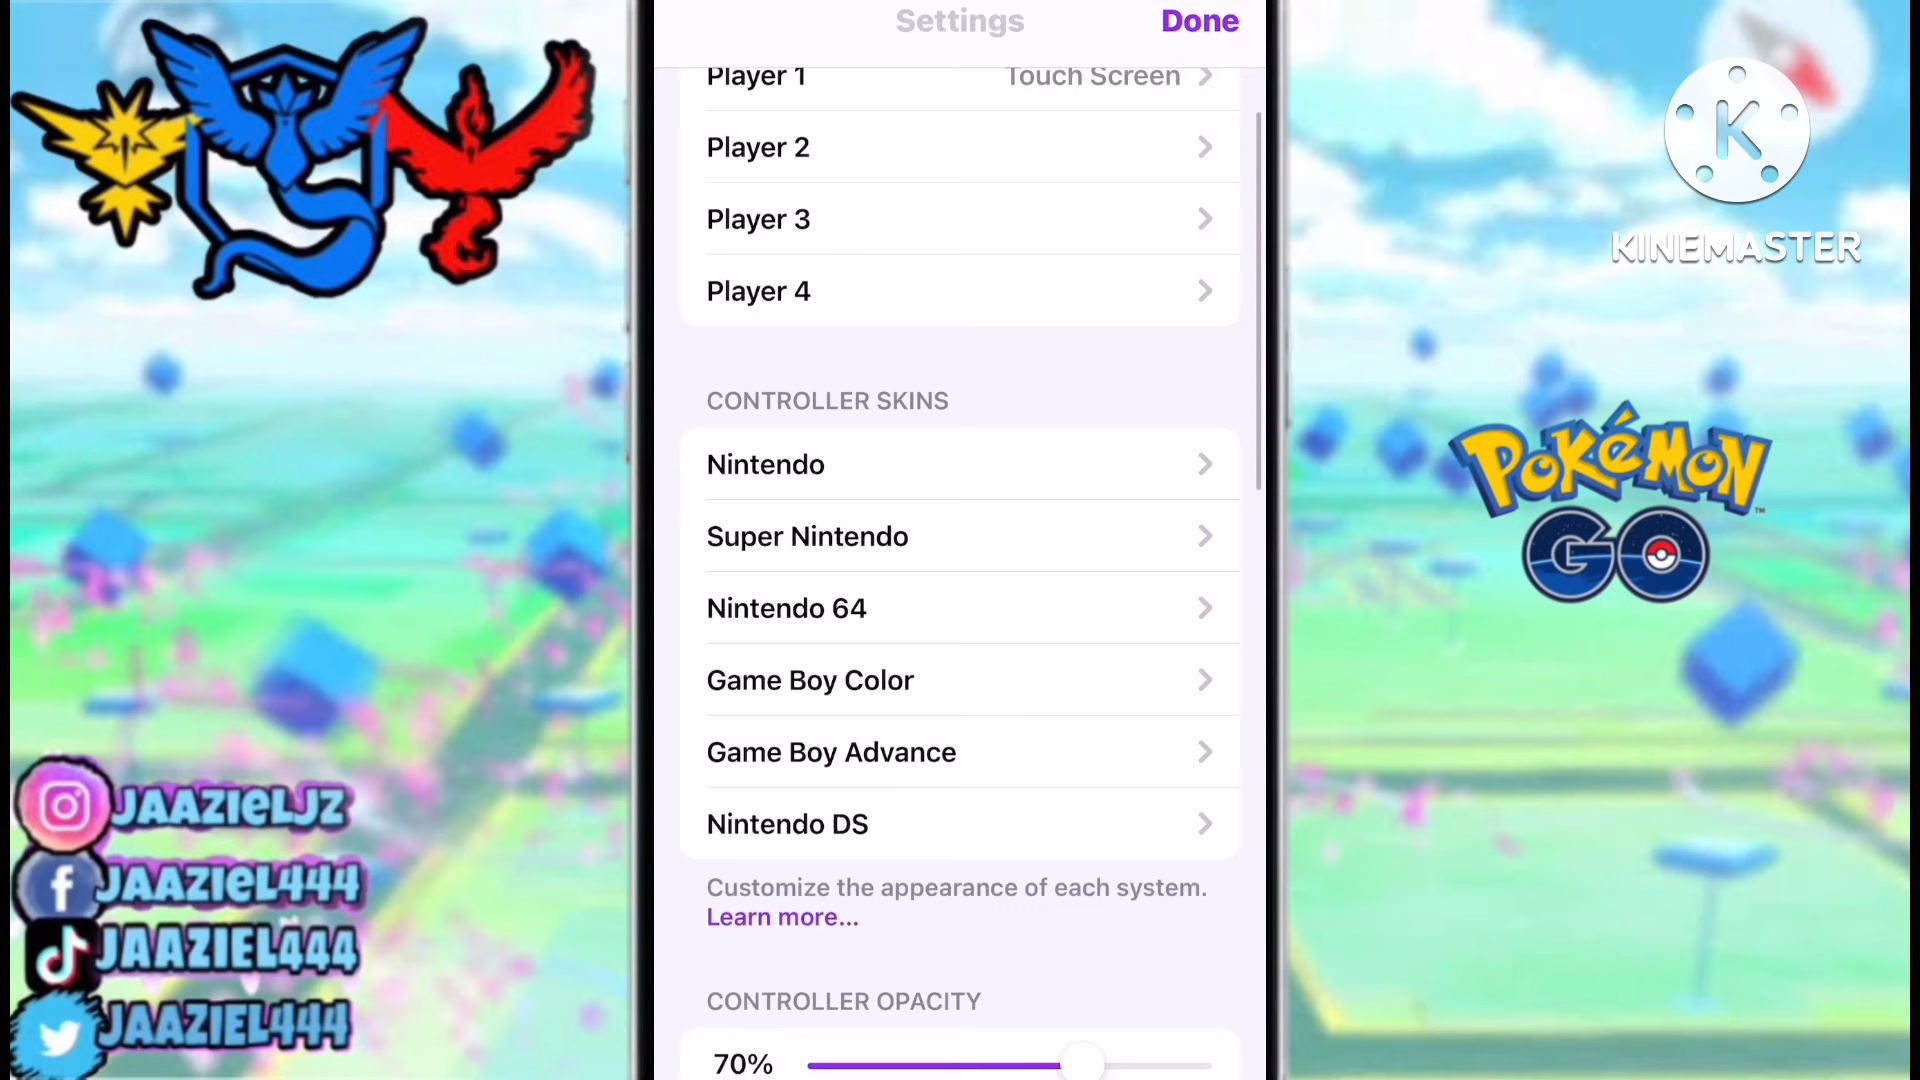 Settings
Done
Player 1
Touch Screen
Player 2
Player 3
Player 4
CONTROLLER SKINS
Nintendo
Super Nintendo
Nintendo 64
Game Boy Color
Game Boy Advance
Nintendo DS
Customize the appearance of each system.
Learn more...
CONTROLLER OPACITY
70%
JAAZIELJZ
JAAZIEL444
JAAZIEL444
JAAZIEL444
K
KINEMASTER
POKéMON
GO